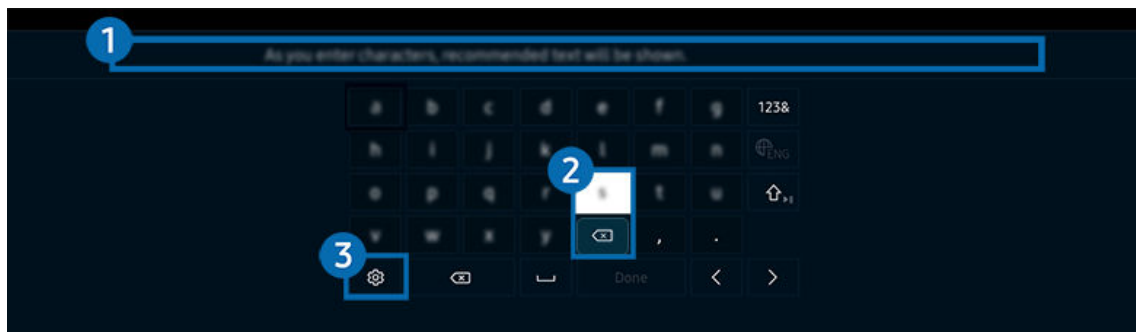 1
As you enter characters, recommended text will be shown.
a b c d e f g 123&
h i j k l m n ENG
2
o p q r s t u
v w x y , .
3
Done < >